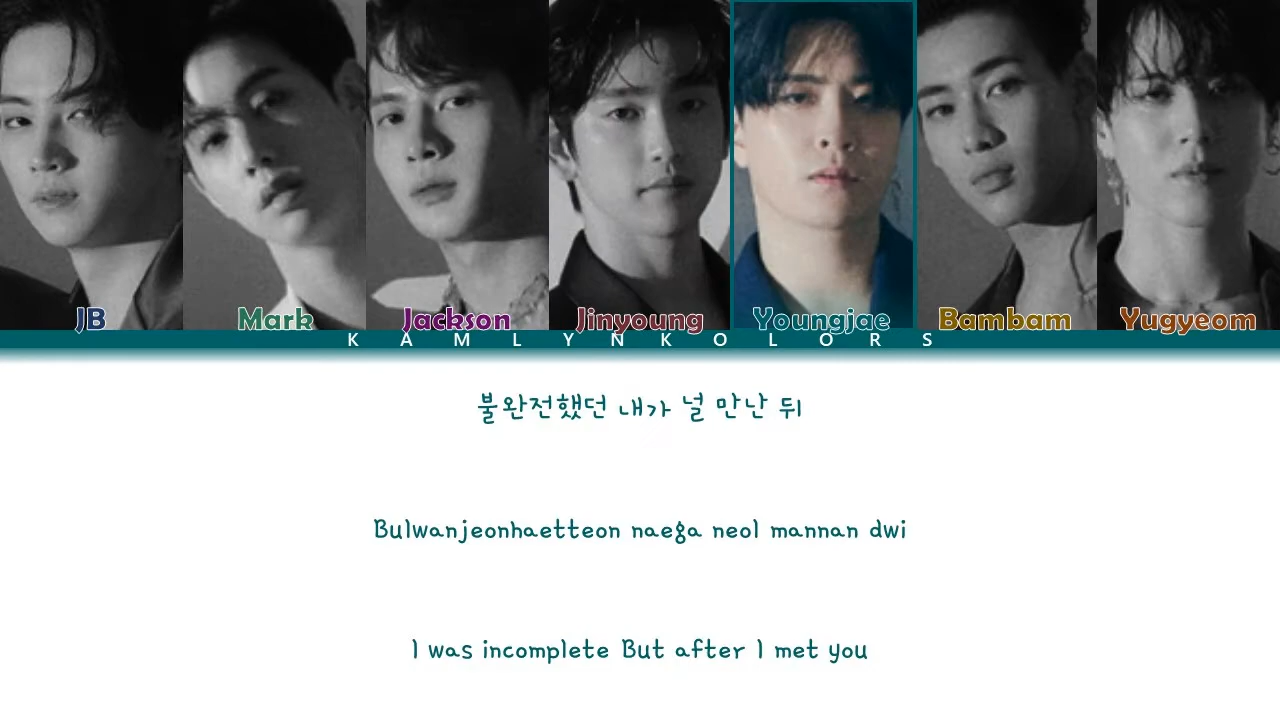 JB Mark Jackson Jinyoung Youngjae Bambam Yugyeom
KAMLYNKOLORS
불완전했던 내가 널 만난 뒤
Bulwanjeonhaetteon naega neol mannan dwi
I was incomplete But after I met you